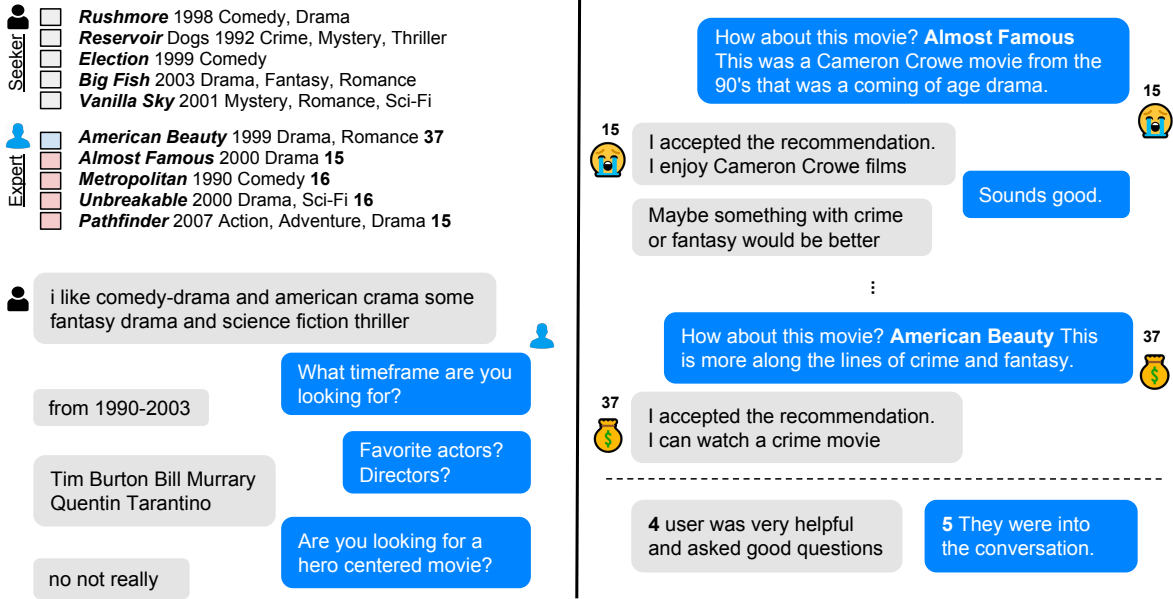 Seeker
Rushmore 1998 Comedy, Drama
Reservoir Dogs 1992 Crime, Mystery, Thriller
Election 1999 Comedy
Big Fish 2003 Drama, Fantasy, Romance
Vanilla Sky 2001 Mystery, Romance, Sci-Fi
Expert
American Beauty 1999 Drama, Romance 37
Almost Famous 2000 Drama 15
Metropolitan 1990 Comedy 16
Unbreakable 2000 Drama, Sci-Fi 16
Pathfinder 2007 Action, Adventure, Drama 15
i like comedy-drama and american crama some
fantasy drama and science fiction thriller
What timeframe are you
looking for?
from 1990-2003
Favorite actors?
Directors?
Tim Burton Bill Murrary
Quentin Tarantino
Are you looking for a
hero centered movie?
no not really
How about this movie? Almost Famous
This was a Cameron Crowe movie from the
90's that was a coming of age drama.
15
15
I accepted the recommendation.
I enjoy Cameron Crowe films
Sounds good.
Maybe something with crime
or fantasy would be better
⋮
How about this movie? American Beauty This
is more along the lines of crime and fantasy.
37
$
37
$
I accepted the recommendation.
I can watch a crime movie
4 user was very helpful
and asked good questions
5 They were into
the conversation.